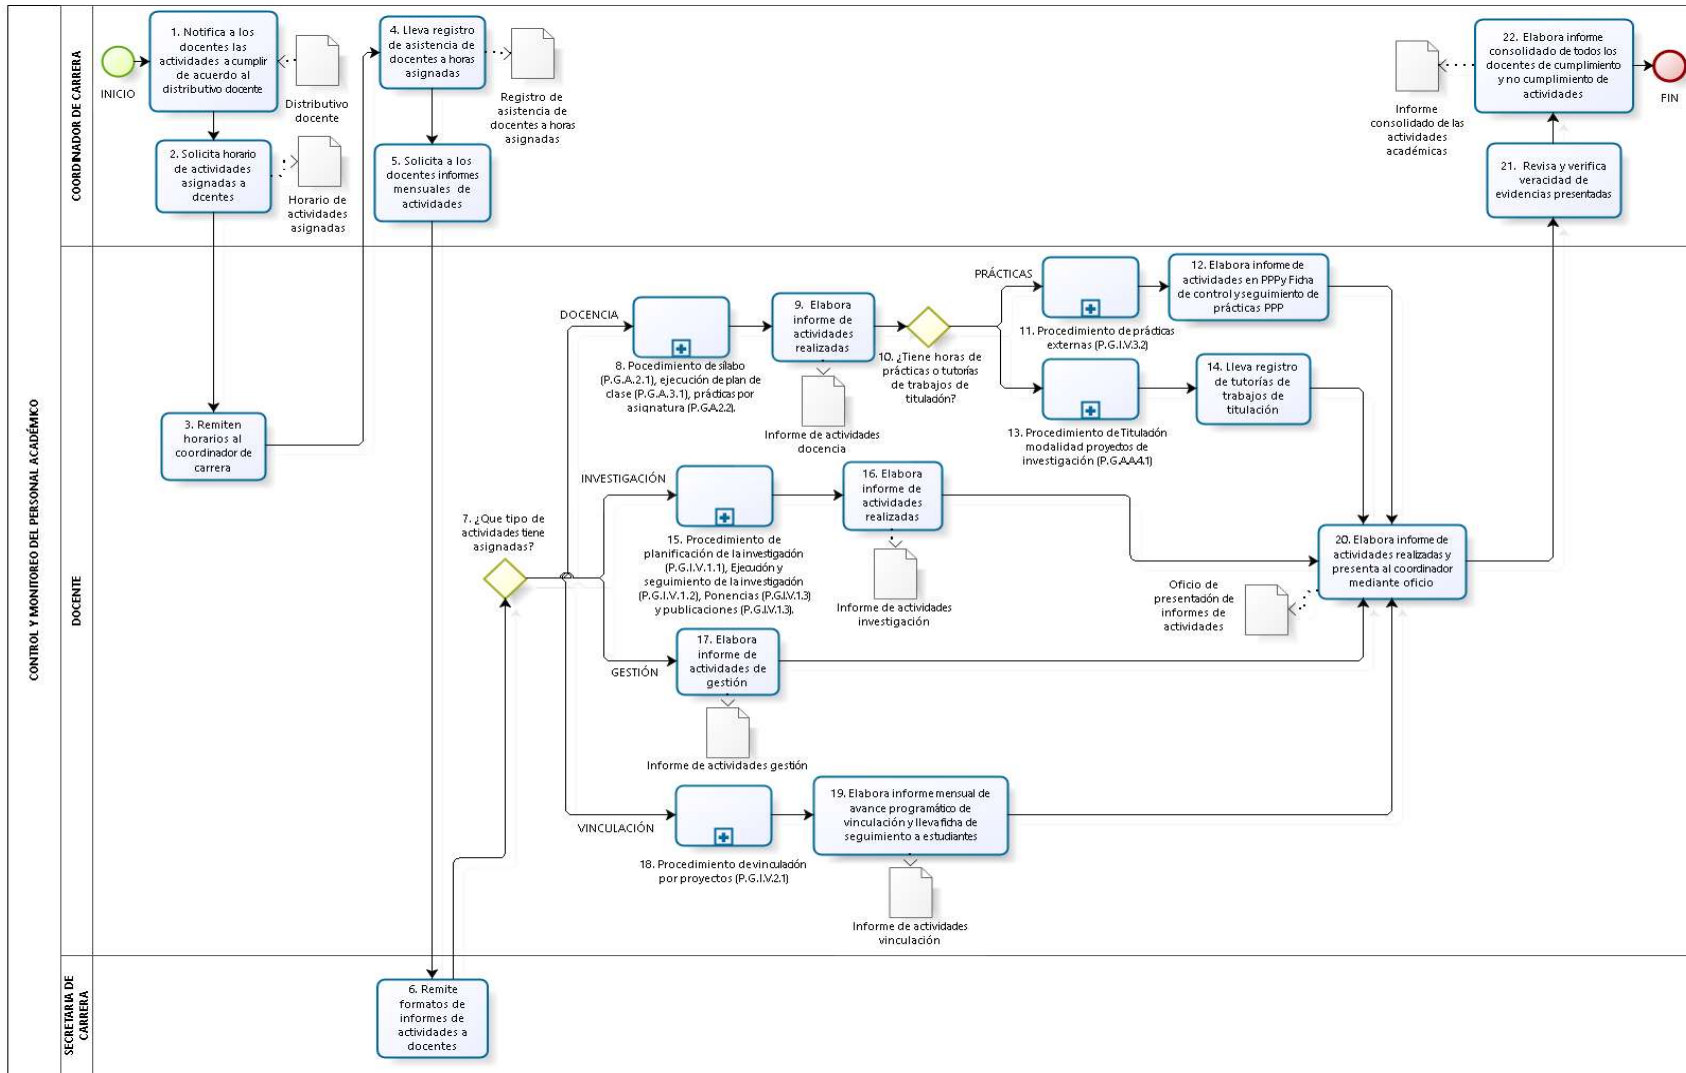 CONTROL Y MONITOREO DEL PERSONAL ACADÉMICO
COORDINADOR DE CARRERA
INICIO
1. Notifica a los
docentes las
actividades a cumplir
de acuerdo al
distributivo docente
Distributivo
docente
2. Solicita horario
de actividades
asignadas a
dcentes
Horario de
actividades
asignadas
4. Lleva registro
de asistencia de
docentes a horas
asignadas
Registro de
asistencia de
docentes a horas
asignadas
5. Solicita a los
docentes informes
mensuales de
actividades
22. Elabora informe
consolidado de todos los
docentes de cumplimiento
y no cumplimiento de
actividades
FIN
Informe
consolidado de las
actividades
académicas
21. Revisa y verifica
veracidad de
evidencias presentadas
DOCENTE
3. Remiten
horarios al
coordinador de
carrera
7. ¿Que tipo de
actividades tiene
asignadas?
DOCENCIA
8. Pocedimiento de sílabo
(P.G.A.2.1), ejecución de plan de
clase (P.G.A.3.1), prácticas por
asignatura (P.G.A.2.2).
9. Elabora
informe de
actividades
realizadas
Informe de actividades
docencia
10. ¿Tiene horas de
prácticas o tutorías
de trabajos de
titulación?
PRÁCTICAS
11. Procedimiento de prácticas
externas (P.G.I.V.3.2)
12. Elabora informe de
actividades en PPP y Ficha
de control y seguimiento de
prácticas PPP
13. Procedimiento de Titulación
modalidad proyectos de
investigación (P.G.A.A.4.1)
14. Lleva registro
de tutorías de
trabajos de
titulación
INVESTIGACIÓN
15. Procedimiento de
planificación de la investigación
(P.G.I.V.1.1), Ejecución y
seguimiento de la investigación
(P.G.I.V.1.2), Ponencias (P.G.I.V.1.3)
y publicaciones (P.G.I.V.1.3).
16. Elabora
informe de
actividades
realizadas
Informe de actividades
investigación
GESTIÓN
17. Elabora
informe de
actividades de
gestión
Informe de actividades gestión
VINCULACIÓN
18. Procedimiento de vinculación
por proyectos (P.G.I.V.2.1)
19. Elabora informe mensual de
avance programático de
vinculación y lleva ficha de
seguimiento a estudiantes
Informe de actividades
vinculación
20. Elabora informe de
actividades realizadas y
presenta al coordinador
mediante oficio
Oficio de
presentación de
informes de
actividades
SECRETARIA DE
CARRERA
6. Remite
formatos de
informes de
actividades a
docentes